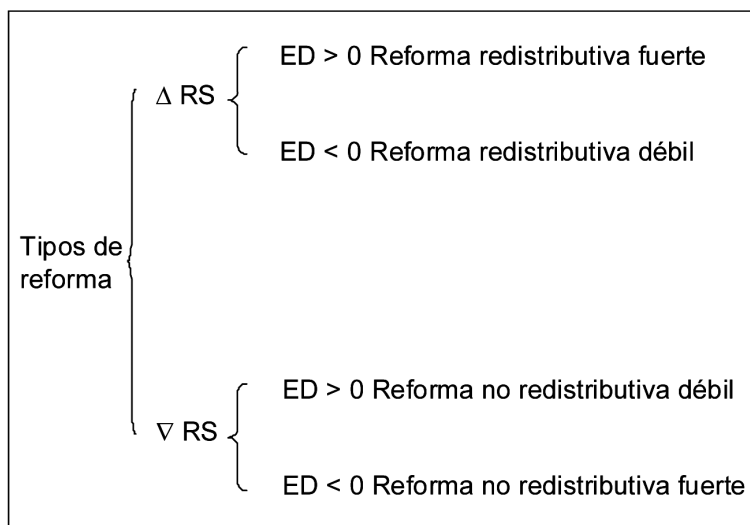 ED > 0 Reforma redistributiva fuerte
Δ RS
ED < 0 Reforma redistributiva débil
Tipos de
reforma
ED > 0 Reforma no redistributiva débil
∇ RS
ED < 0 Reforma no redistributiva fuerte